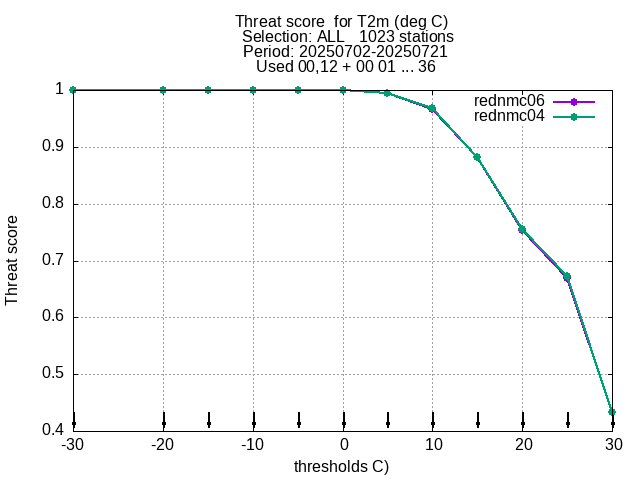 Threat score  for T2m (deg C)
Selection: ALL   1023 stations
Period: 20250702-20250721
Used 00,12 + 00 01 ... 36
rednmc06
rednmc04
1
0.9
0.8
0.7
0.6
0.5
0.4
Threat score
-30 -20 -10 0 10 20 30
thresholds C)